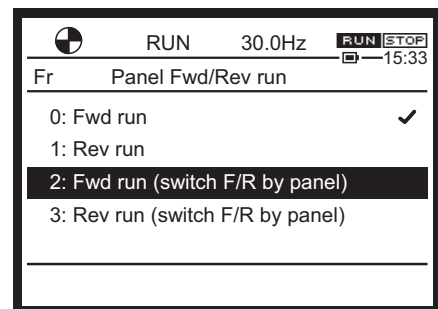 RUN 30.0Hz RUN STOP
15:33
Fr Panel Fwd/Rev run
0: Fwd run
1: Rev run
2: Fwd run (switch F/R by panel)
3: Rev run (switch F/R by panel)